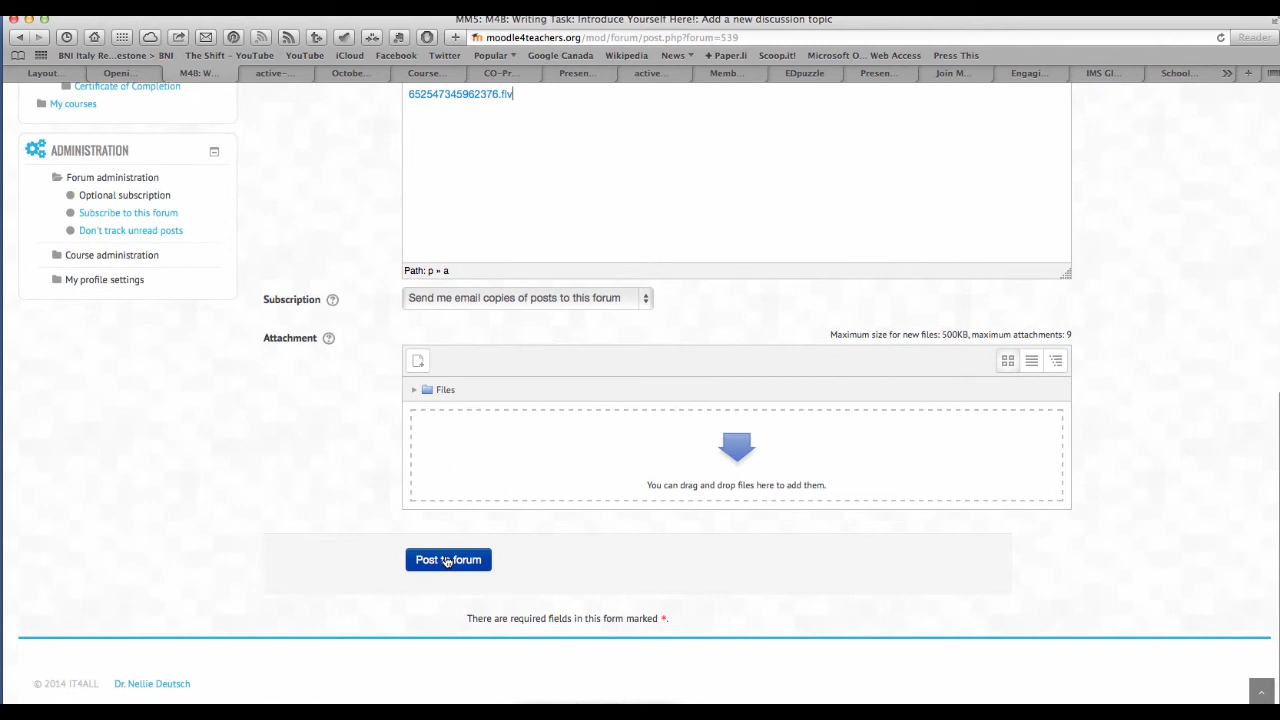 MM5: M4B: Writing Task: Introduce Yourself Here!: Add a new discussion topic
moodle4teachers.org/mod/forum/post.php?forum=539
Reader
BNI Italy Re...estone > BNI The Shift – YouTube YouTube iCloud Facebook Twitter Popular Google Canada Wikipedia News Paper.li Scoop.it! Microsoft O... Web Access Press This
Layout... Openi... M4B: W... active–... Octobe... Course... CO–Pr... Presen... active... Memb... EDpuzzle Presen... Join M... Engagi... IMS Gl... School...
Certificate of Completion
My courses
652547345962376.flv
ADMINISTRATION
Forum administration
Optional subscription
Subscribe to this forum
Don't track unread posts
Course administration
My profile settings
Path: p » a
Subscription Send me email copies of posts to this forum
Attachment Maximum size for new files: 500KB, maximum attachments: 9
Files
You can drag and drop files here to add them.
Post to forum
There are required fields in this form marked *.
© 2014 IT4ALL Dr. Nellie Deutsch